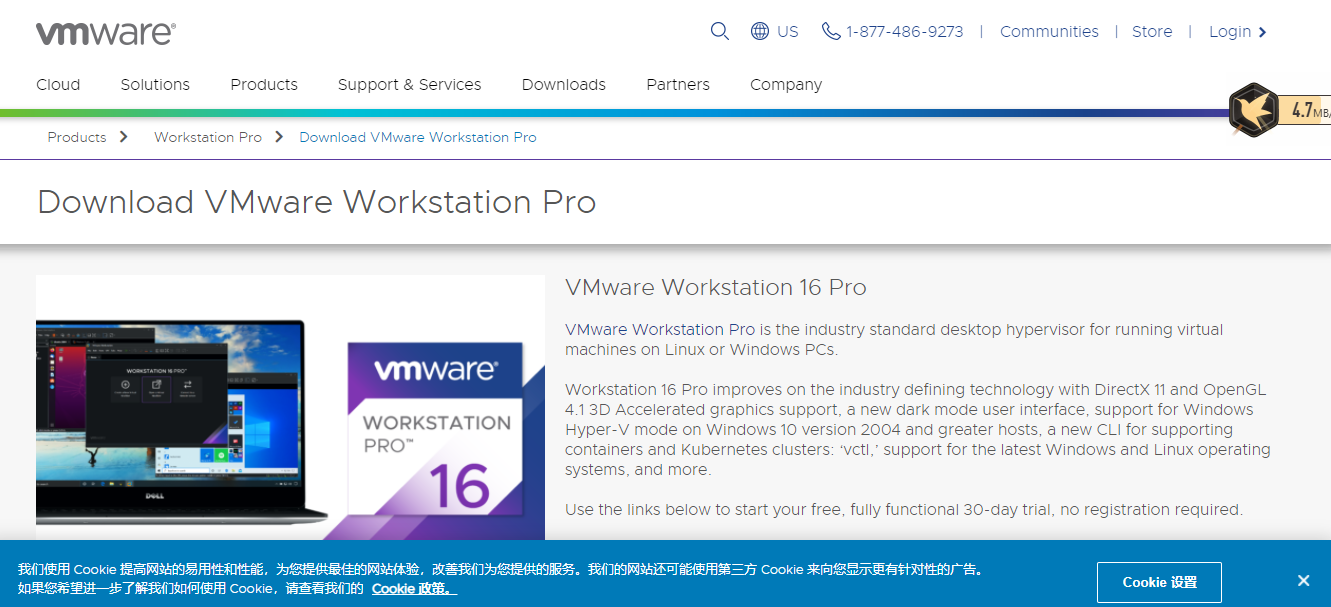 vmware®
US
1-877-486-9273 | Communities | Store | Login
Cloud Solutions Products Support & Services Downloads Partners Company
4.7MB/
Products Workstation Pro Download VMware Workstation Pro
Download VMware Workstation Pro
WORKSTATION 16 PRO™
DELL
vmware®
WORKSTATION
PRO™
16
VMware Workstation 16 Pro
VMware Workstation Pro is the industry standard desktop hypervisor for running virtual
machines on Linux or Windows PCs.
Workstation 16 Pro improves on the industry defining technology with DirectX 11 and OpenGL
4.1 3D Accelerated graphics support, a new dark mode user interface, support for Windows
Hyper-V mode on Windows 10 version 2004 and greater hosts, a new CLI for supporting
containers and Kubernetes clusters: ‘vctl,’ support for the latest Windows and Linux operating
systems, and more.
Use the links below to start your free, fully functional 30-day trial, no registration required.
我们使用 Cookie 提高网站的易用性和性能，为您提供最佳的网站体验，改善我们为您提供的服务。我们的网站还可能使用第三方 Cookie 来向您显示更有针对性的广告。
如果您希望进一步了解我们如何使用 Cookie，请查看我们的 Cookie 政策。
Cookie 设置